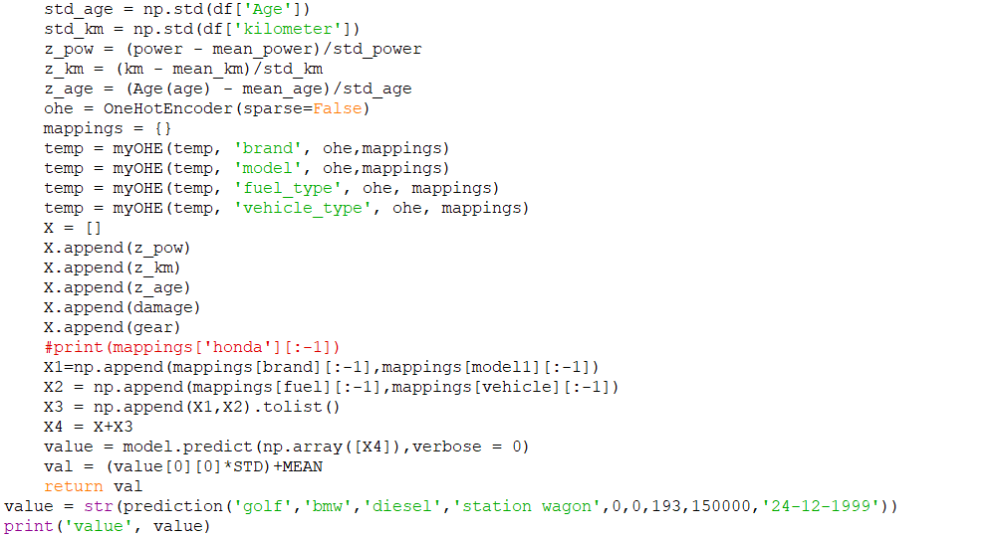 std_age = np.std(df['Age'])
std_km = np.std(df['kilometer'])
z_pow = (power - mean_power)/std_power
z_km = (km - mean_km)/std_km
z_age = (Age(age) - mean_age)/std_age
ohe = OneHotEncoder(sparse=False)
mappings = {}
temp = myOHE(temp, 'brand', ohe,mappings)
temp = myOHE(temp, 'model', ohe,mappings)
temp = myOHE(temp, 'fuel_type', ohe, mappings)
temp = myOHE(temp, 'vehicle_type', ohe, mappings)
X = []
X.append(z_pow)
X.append(z_km)
X.append(z_age)
X.append(damage)
X.append(gear)
#print(mappings['honda'][:-1])
X1=np.append(mappings[brand][:-1],mappings[model1][:-1])
X2 = np.append(mappings[fuel][:-1],mappings[vehicle][:-1])
X3 = np.append(X1,X2).tolist()
X4 = X+X3
value = model.predict(np.array([X4]),verbose = 0)
val = (value[0][0]*STD)+MEAN
return val
value = str(prediction('golf','bmw','diesel','station wagon',0,0,193,150000,'24-12-1999'))
print('value', value)